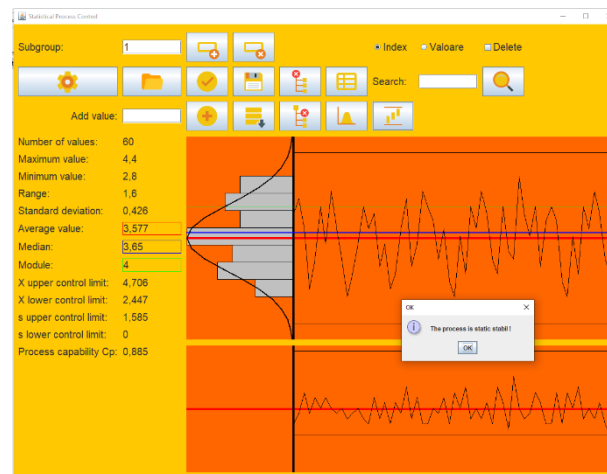 Statistical Process Control
Subgroup: 1 Index Valoare Delete
Search:
Add value:
Number of values: 60
Maximum value: 4,4
Minimum value: 2,8
Range: 1,6
Standard deviation: 0,426
Average value: 3,577
Median: 3,65
Module: 4
X upper control limit: 4,706
X lower control limit: 2,447
s upper control limit: 1,585
s lower control limit: 0
Process capability Cp: 0,885
OK
The process is static stabil !
OK